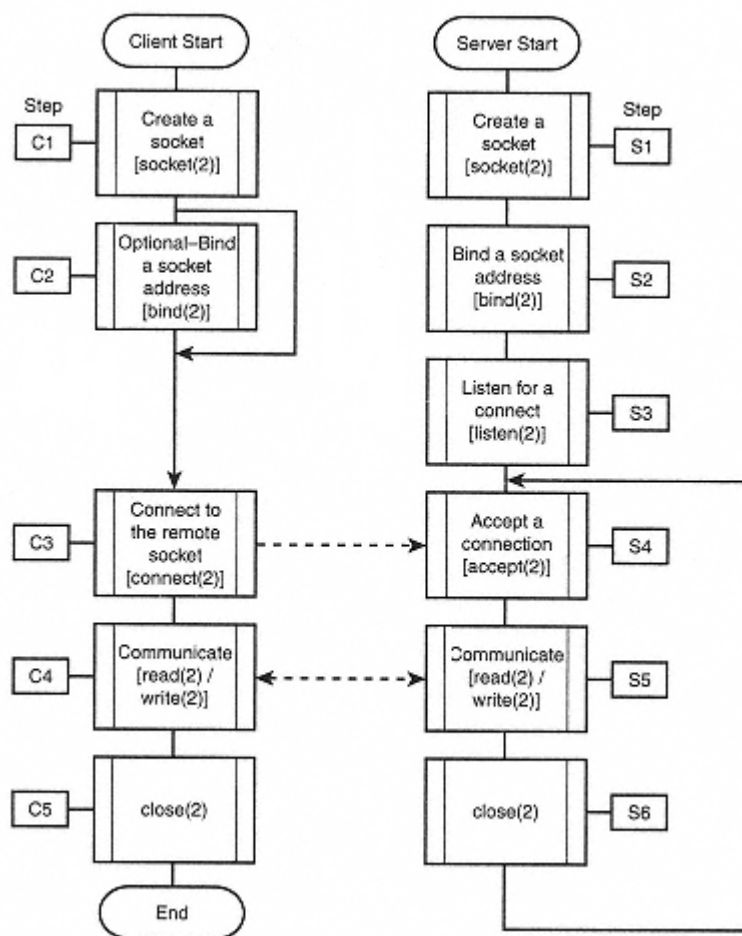 Client Start
Step
C1
Create a
socket
[socket(2)]
C2
Optional–Bind
a socket
address
[bind(2)]
C3
Connect to
the remote
socket
[connect(2)]
C4
Communicate
[read(2) /
write(2)]
C5
close(2)
End
Server Start
Step
Create a
socket
[socket(2)]
S1
Bind a socket
address
[bind(2)]
S2
Listen for a
connect
[listen(2)]
S3
Accept a
connection
[accept(2)]
S4
Communicate
[read(2) /
write(2)]
S5
close(2)
S6